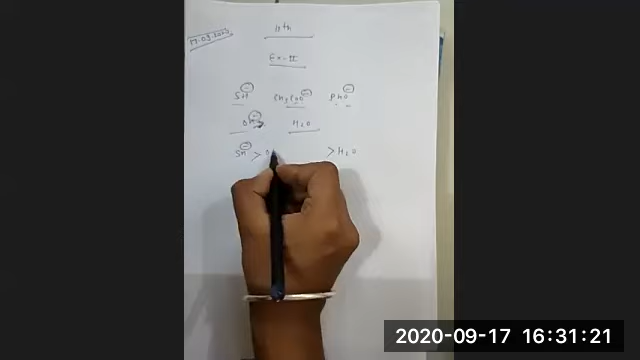 17.09.2020
11th
Ex-II
SH⊖ CH3COO⊖ PhO⊖
OH⊖ H2O
SH⊖ > O > H2O
2020-09-17 16:31:21